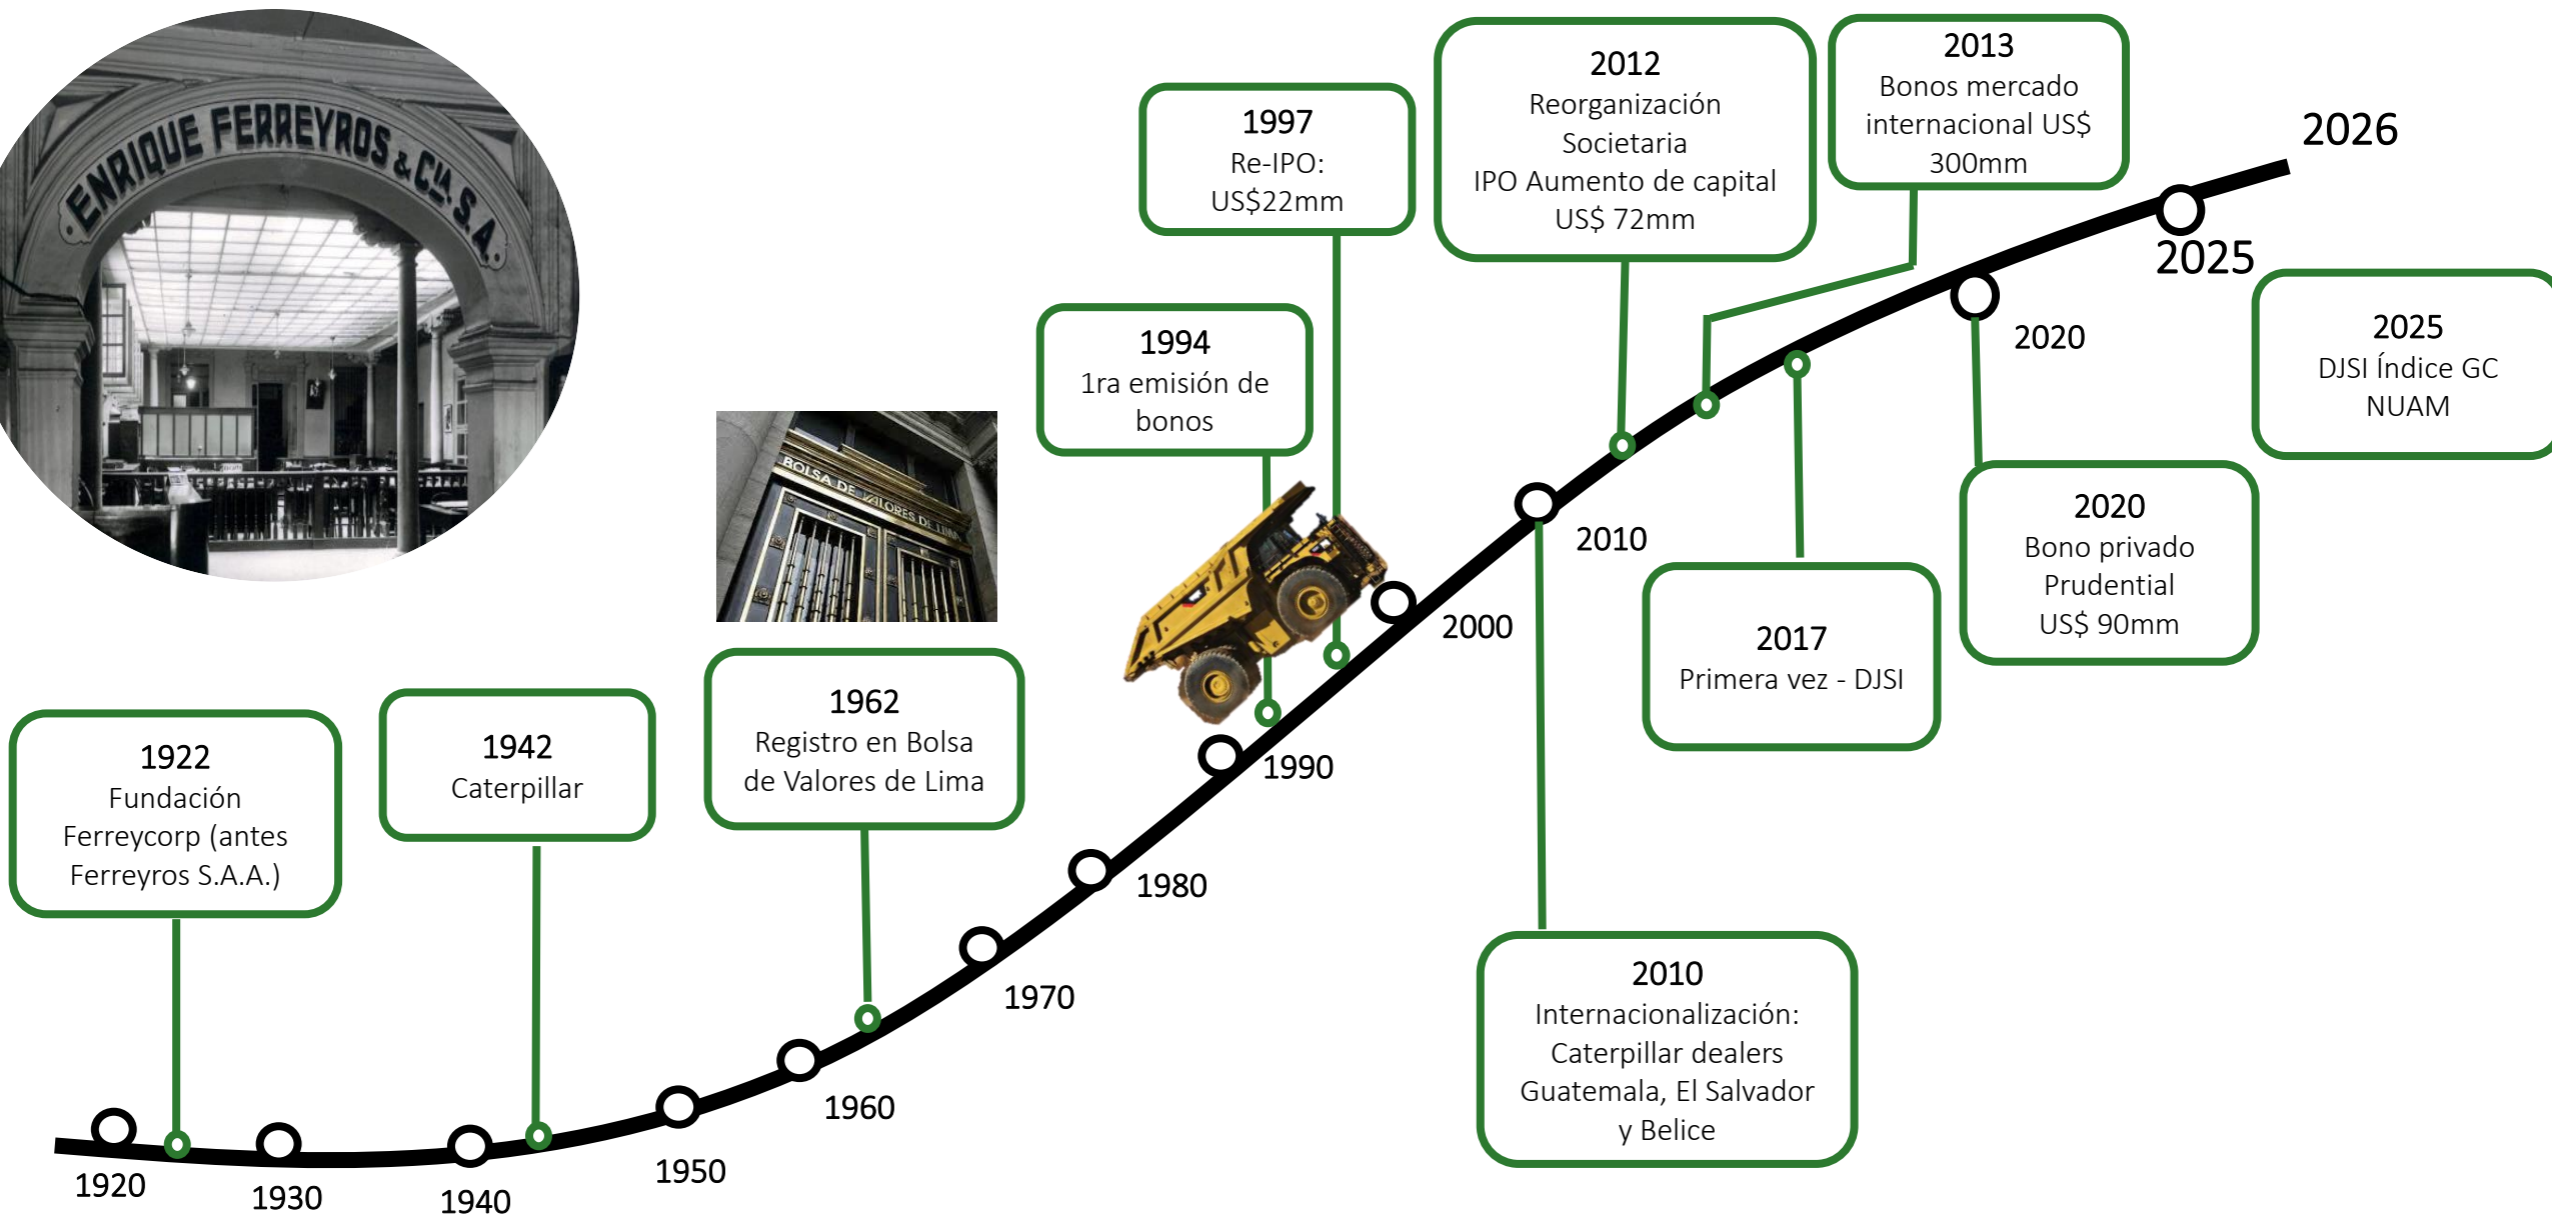 ENRIQUE FERREYROS & CIA. S.A.
BOLSA DE VALORES DE LIMA
1922
Fundación
Ferreycorp (antes
Ferreyros S.A.A.)
1942
Caterpillar
1962
Registro en Bolsa
de Valores de Lima
1994
1ra emisión de
bonos
1997
Re-IPO:
US$22mm
2012
Reorganización
Societaria
IPO Aumento de capital
US$ 72mm
2013
Bonos mercado
internacional US$
300mm
2010
Internacionalización:
Caterpillar dealers
Guatemala, El Salvador
y Belice
2017
Primera vez - DJSI
2020
Bono privado
Prudential
US$ 90mm
2025
DJSI Índice GC
NUAM
1920
1930
1940
1950
1960
1970
1980
1990
2000
2010
2020
2025
2026